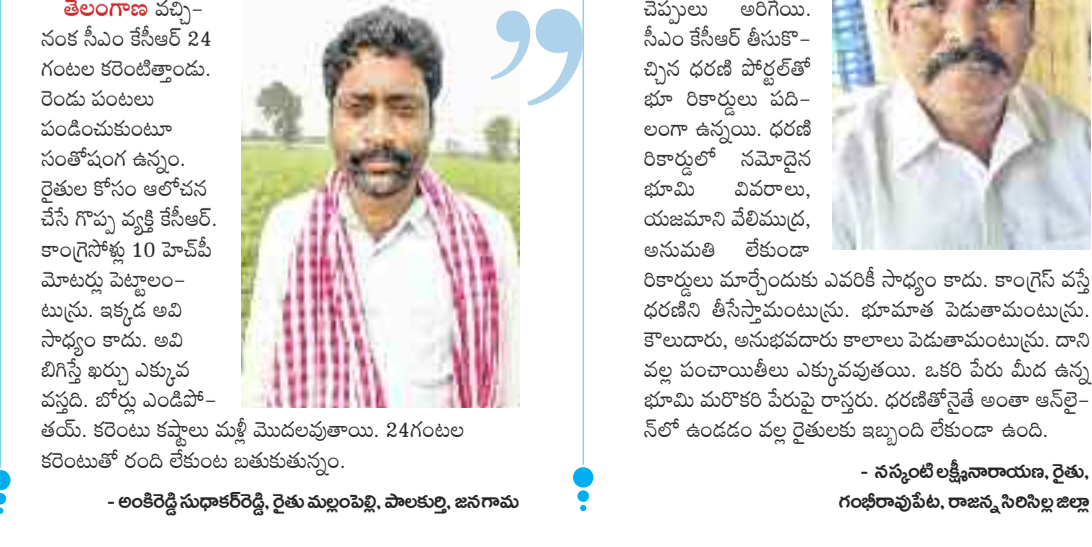 తెలంగాణ వచ్చి-
నంక సీఎం కేసీఆర్ 24
గంటల కరెంటిత్తాండు.
రెండు పంటలు
పండించుకుంటూ
సంతోషంగ ఉన్నం.
రైతుల కోసం ఆలోచన
చేసే గొప్ప వ్యక్తి కేసీఆర్.
కాంగ్రెసోళ్లు 10 హెచ్‌పీ
మోటర్లు పెట్టాలం-
టున్రు. ఇక్కడ అవి
సాధ్యం కాదు. అవి
బిగిస్తే ఖర్చు ఎక్కువ
వస్తది. బోర్లు ఎండిపో-
తయ్. కరెంటు కష్టాలు మళ్లీ మొదలవుతాయి. 24గంటల
కరెంటుతో రంది లేకుంట బతుకుతున్నం.
- అంకిరెడ్డి సుధాకర్‌రెడ్డి, రైతు మల్లంపెల్లి, పాలకుర్తి, జనగామ
చెప్పులు అరిగేయి.
సీఎం కేసీఆర్ తీసుకొ-
చ్చిన ధరణి పోర్టల్‌తో
భూ రికార్డులు పది-
లంగా ఉన్నయి. ధరణి
రికార్డులో నమోదైన
భూమి వివరాలు,
యజమాని వేలిముద్ర,
అనుమతి లేకుండా
రికార్డులు మార్చేందుకు ఎవరికీ సాధ్యం కాదు. కాంగ్రెస్ వస్తే
ధరణిని తీసేస్తామంటున్రు. భూమాత పెడుతామంటున్రు.
కౌలుదారు, అనుభవదారు కాలాలు పెడుతామంటున్రు. దాని
వల్ల పంచాయితీలు ఎక్కువవుతయి. ఒకరి పేరు మీద ఉన్న
భూమి మరొకరి పేరుపై రాస్తరు. ధరణితోనైతే అంతా ఆన్‌లై-
న్‌లో ఉండడం వల్ల రైతులకు ఇబ్బంది లేకుండా ఉంది.
- నస్కంటి లక్ష్మీనారాయణ, రైతు,
గంభీరావుపేట, రాజన్న సిరిసిల్ల జిల్లా